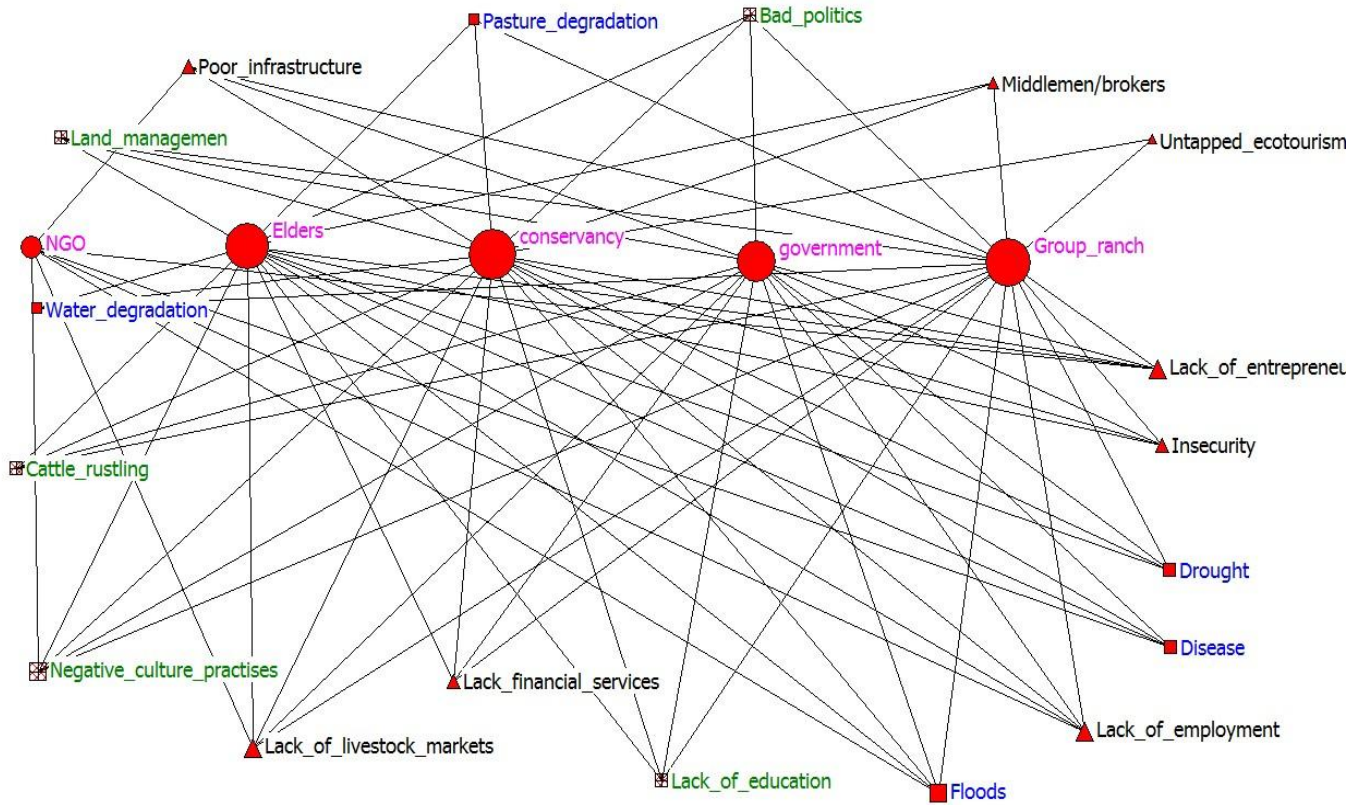 Bad_politics
Pasture_degradation
Poor_infrastructure
Middlemen/brokers
Land_managemen
Untapped_ecotourism
NGO
Elders
conservancy
government
Group_ranch
Water_degradation
Lack_of_entrepreneu
Insecurity
Cattle_rustling
Drought
Disease
Negative_culture_practises
Lack_financial_services
Lack_of_employment
Lack_of_livestock_markets
Lack_of_education
Floods